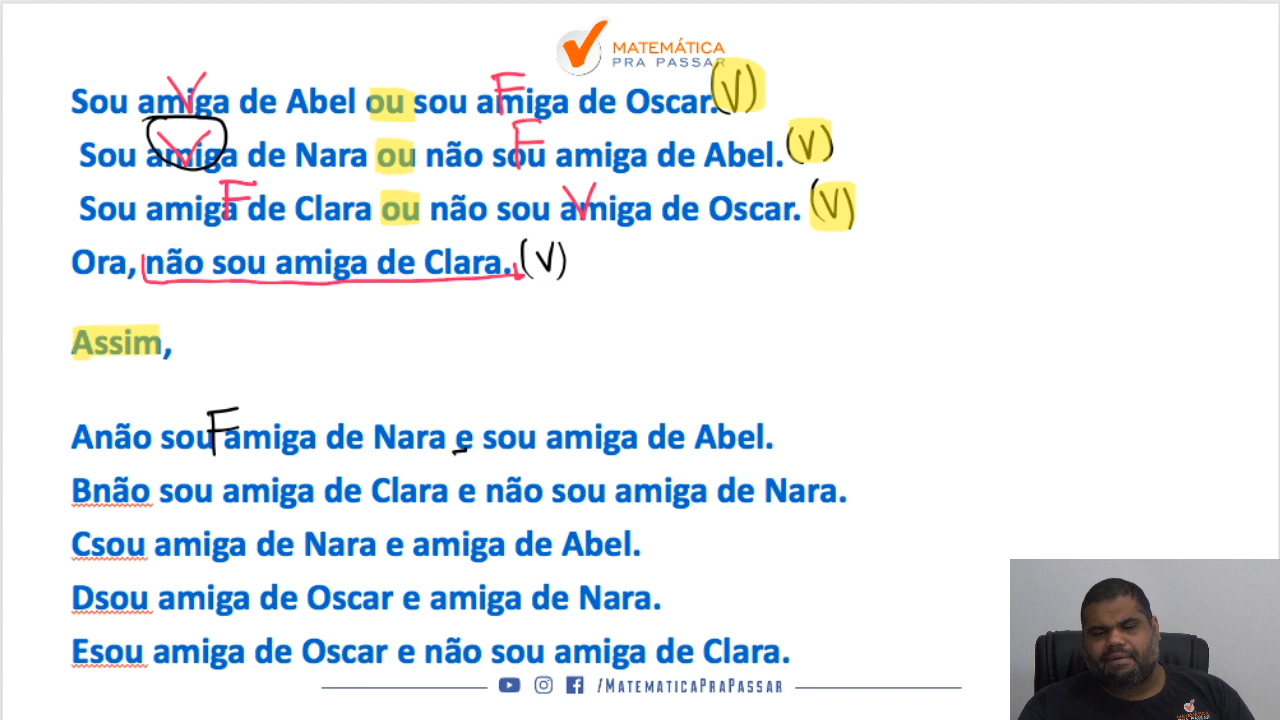 MATEMÁTICA
PRA PASSAR
V F
Sou amiga de Abel ou sou amiga de Oscar. (V)
V F
Sou amiga de Nara ou não sou amiga de Abel. (V)
F V
Sou amiga de Clara ou não sou amiga de Oscar. (V)
Ora, não sou amiga de Clara. (V)
Assim,
F
Anão sou amiga de Nara e sou amiga de Abel.
Bnão sou amiga de Clara e não sou amiga de Nara.
Csou amiga de Nara e amiga de Abel.
Dsou amiga de Oscar e amiga de Nara.
Esou amiga de Oscar e não sou amiga de Clara.
/MATEMATICAPRAPASSAR